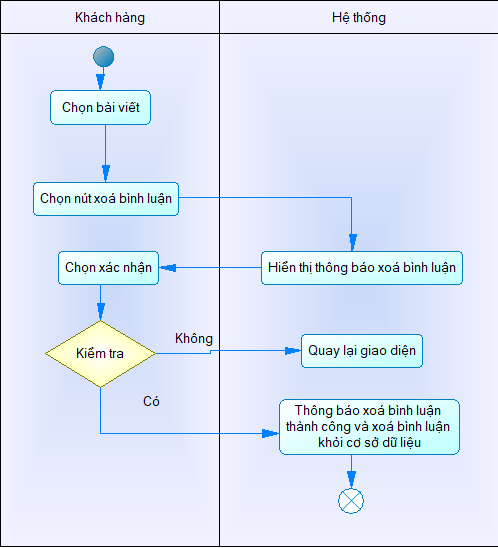 Khách hàng
Hệ thống
Chọn bài viết
Chọn nút xoá bình luận
Hiển thị thông báo xoá bình luận
Chọn xác nhận
Kiểm tra
Không
Quay lại giao diện
Có
Thông báo xoá bình luận
thành công và xoá bình luận
khỏi cơ sở dữ liệu